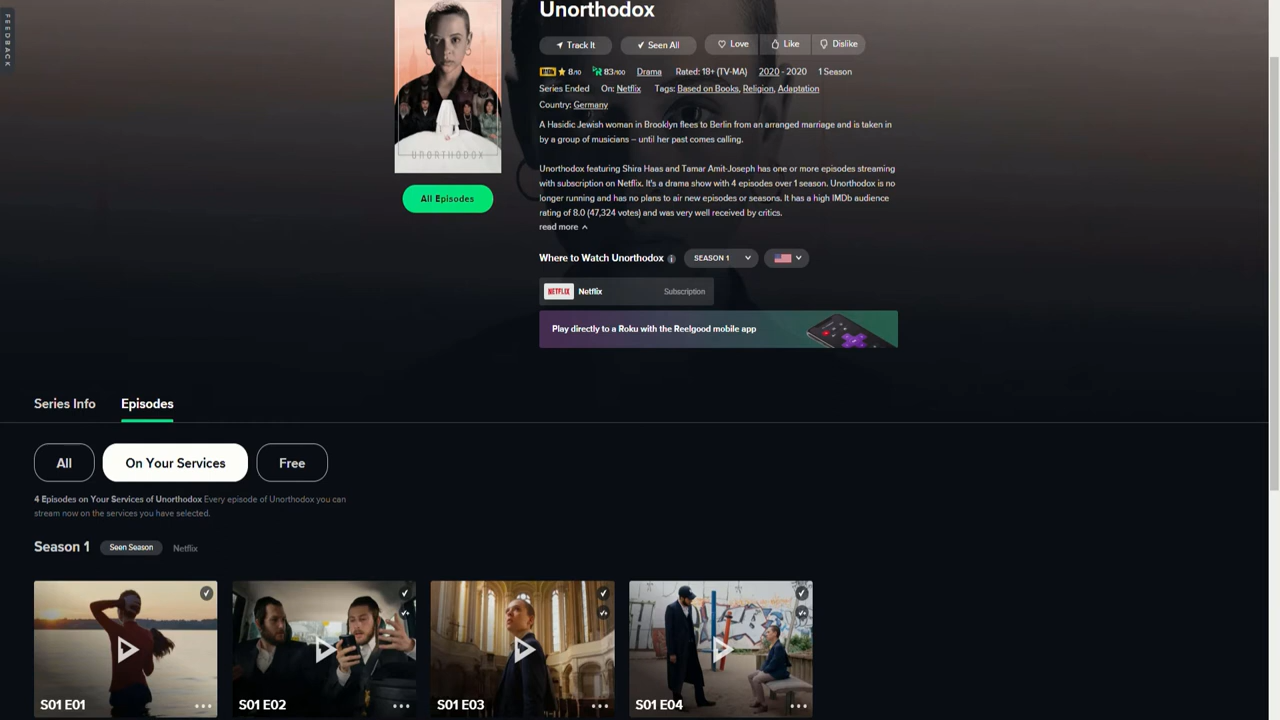 FEEDBACK
Unorthodox
Track It
Seen All
Love
Like
Dislike
8/10 83/100 Drama Rated: 18+ (TV-MA) 2020 - 2020 1 Season
Series Ended On: Netflix Tags: Based on Books, Religion, Adaptation
Country: Germany
A Hasidic Jewish woman in Brooklyn flees to Berlin from an arranged marriage and is taken in
by a group of musicians – until her past comes calling.
Unorthodox featuring Shira Haas and Tamar Amit-Joseph has one or more episodes streaming
with subscription on Netflix. It's a drama show with 4 episodes over 1 season. Unorthodox is no
longer running and has no plans to air new episodes or seasons. It has a high IMDb audience
rating of 8.0 (47,324 votes) and was very well received by critics.
read more
UNORTHODOX
All Episodes
Where to Watch Unorthodox
SEASON 1
NETFLIX Netflix Subscription
Play directly to a Roku with the Reelgood mobile app
Series Info
Episodes
All
On Your Services
Free
4 Episodes on Your Services of Unorthodox Every episode of Unorthodox you can
stream now on the services you have selected.
Season 1
Seen Season
Netflix
S01 E01
S01 E02
S01 E03
S01 E04